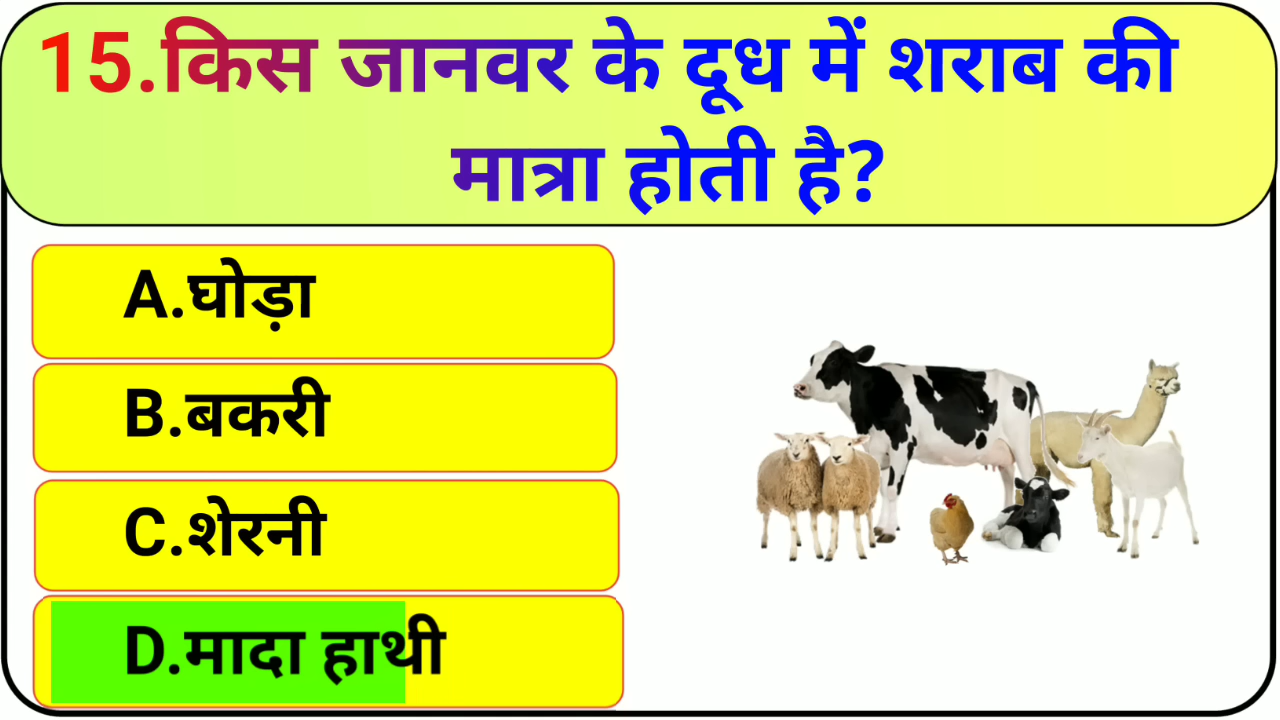 15.किस जानवर के दूध में शराब की
मात्रा होती है?
A.घोड़ा
B.बकरी
C.शेरनी
D.मादा हाथी